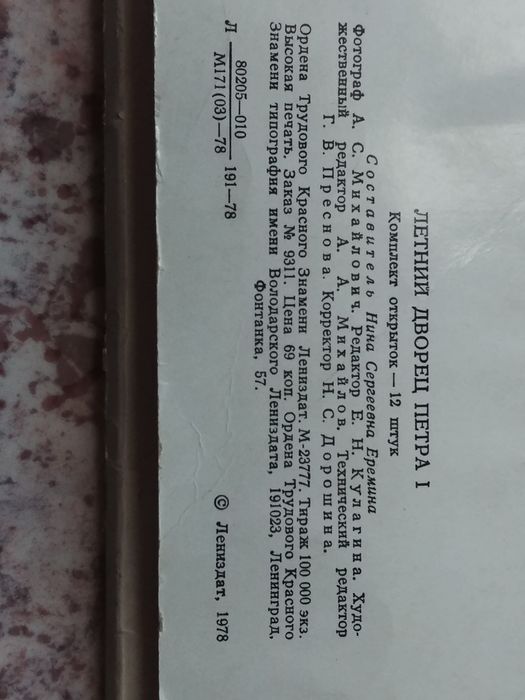 ЛЕТНИЙ ДВОРЕЦ ПЕТРА I
Комплект открыток — 12 штук
Составитель Нина Сергеевна Еремина
Фотограф А. С. Михайлович. Редактор Е. Н. Кулагина. Худо-
жественный редактор А. А. Михайлов. Технический редактор
Г. В. Преснова. Корректор Н. С. Дорошина.
Ордена Трудового Красного Знамени Лениздат. М-23777. Тираж 100 000 экз.
Высокая печать. Заказ № 9311. Цена 69 коп. Ордена Трудового Красного
Знамени типография имени Володарского Лениздата, 191023, Ленинград,
Фонтанка, 57.
Л 80205—010
М171(03)—78 191—78
© Лениздат, 1978